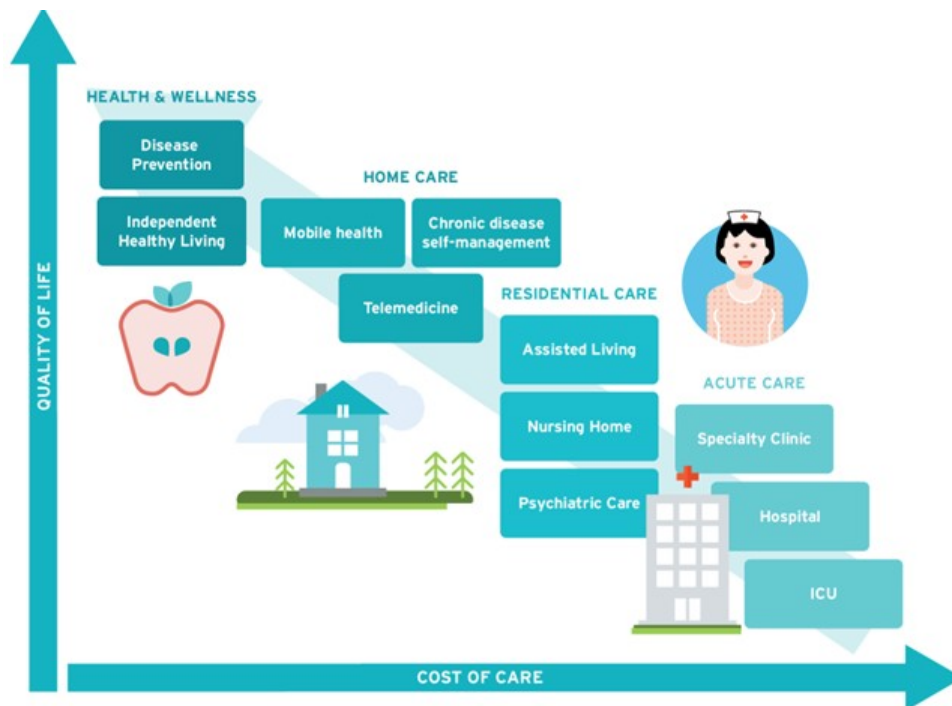 HEALTH & WELLNESS
Disease
Prevention
Independent
Healthy Living
HOME CARE
Mobile health
Chronic disease
self-management
Telemedicine
RESIDENTIAL CARE
Assisted Living
Nursing Home
Psychiatric Care
ACUTE CARE
Specialty Clinic
Hospital
ICU
QUALITY OF LIFE
COST OF CARE